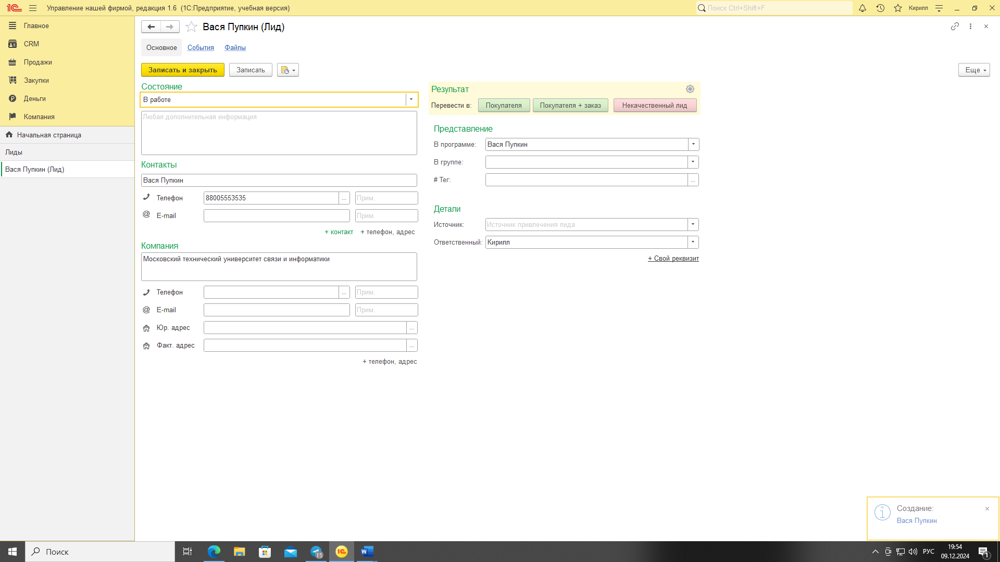 Управление нашей фирмой, редакция 1.6 (1С:Предприятие, учебная версия)
Поиск Ctrl+Shift+F
Кирилл
Главное
CRM
Продажи
Закупки
Деньги
Компания
Начальная страница
Лиды
Вася Пупкин (Лид)
Вася Пупкин (Лид)
Основное События Файлы
Записать и закрыть Записать
Еще
Состояние
В работе
Любая дополнительная информация
Контакты
Вася Пупкин
Телефон 88005553535 ... Прим.
E-mail Прим.
+ контакт + телефон, адрес
Компания
Московский технический университет связи и информатики
Телефон ... Прим.
E-mail Прим.
Юр. адрес ...
Факт. адрес ...
+ телефон, адрес
Результат
Перевести в: Покупателя Покупателя + заказ Некачественный лид
Представление
В программе: Вася Пупкин
В группе:
# Тег: ...
Детали
Источник: Источник привлечения лида
Ответственный: Кирилл
+ Свой реквизит
Создание:
Вася Пупкин
Поиск
15
РУС
19:54
09.12.2024
1